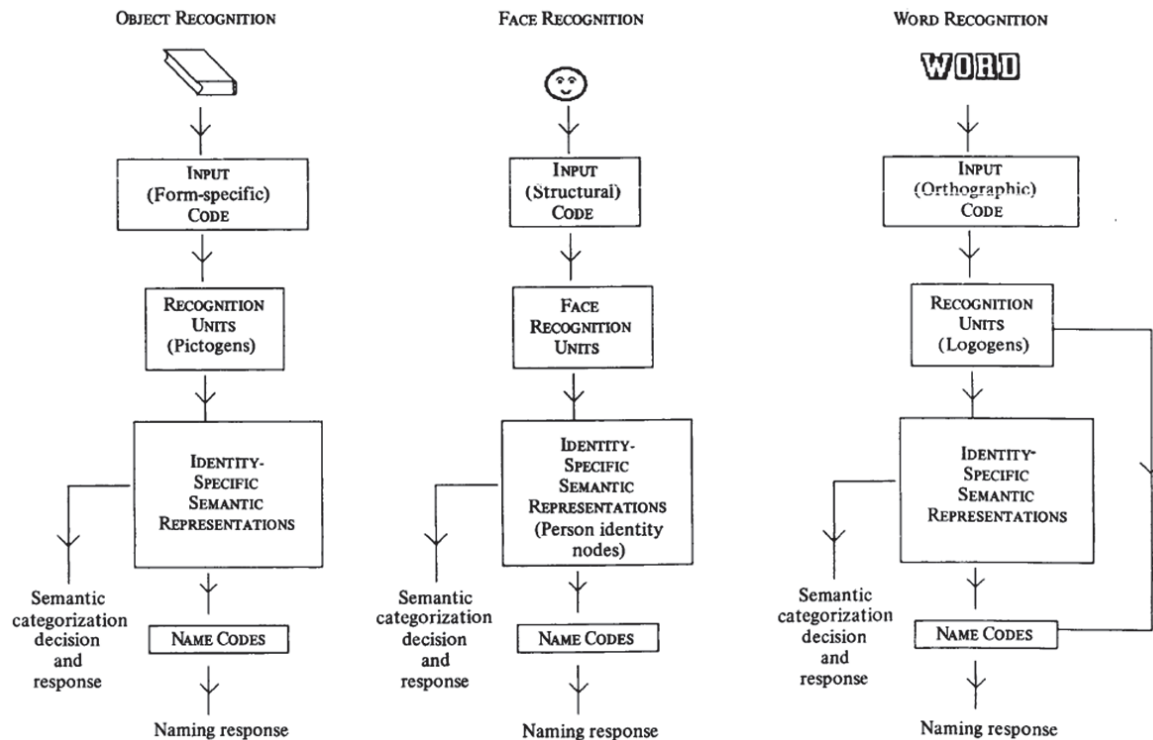 OBJECT RECOGNITION
INPUT
(Form-specific)
CODE
RECOGNITION
UNITS
(Pictogens)
IDENTITY-
SPECIFIC
SEMANTIC
REPRESENTATIONS
Semantic
categorization
decision
and
response
NAME CODES
Naming response
FACE RECOGNITION
INPUT
(Structural)
CODE
FACE
RECOGNITION
UNITS
IDENTITY-
SPECIFIC
SEMANTIC
REPRESENTATIONS
(Person identity
nodes)
Semantic
categorization
decision
and
response
NAME CODES
Naming response
WORD RECOGNITION
WORD
INPUT
(Orthographic)
CODE
RECOGNITION
UNITS
(Logogens)
IDENTITY-
SPECIFIC
SEMANTIC
REPRESENTATIONS
Semantic
categorization
decision
and
response
NAME CODES
Naming response